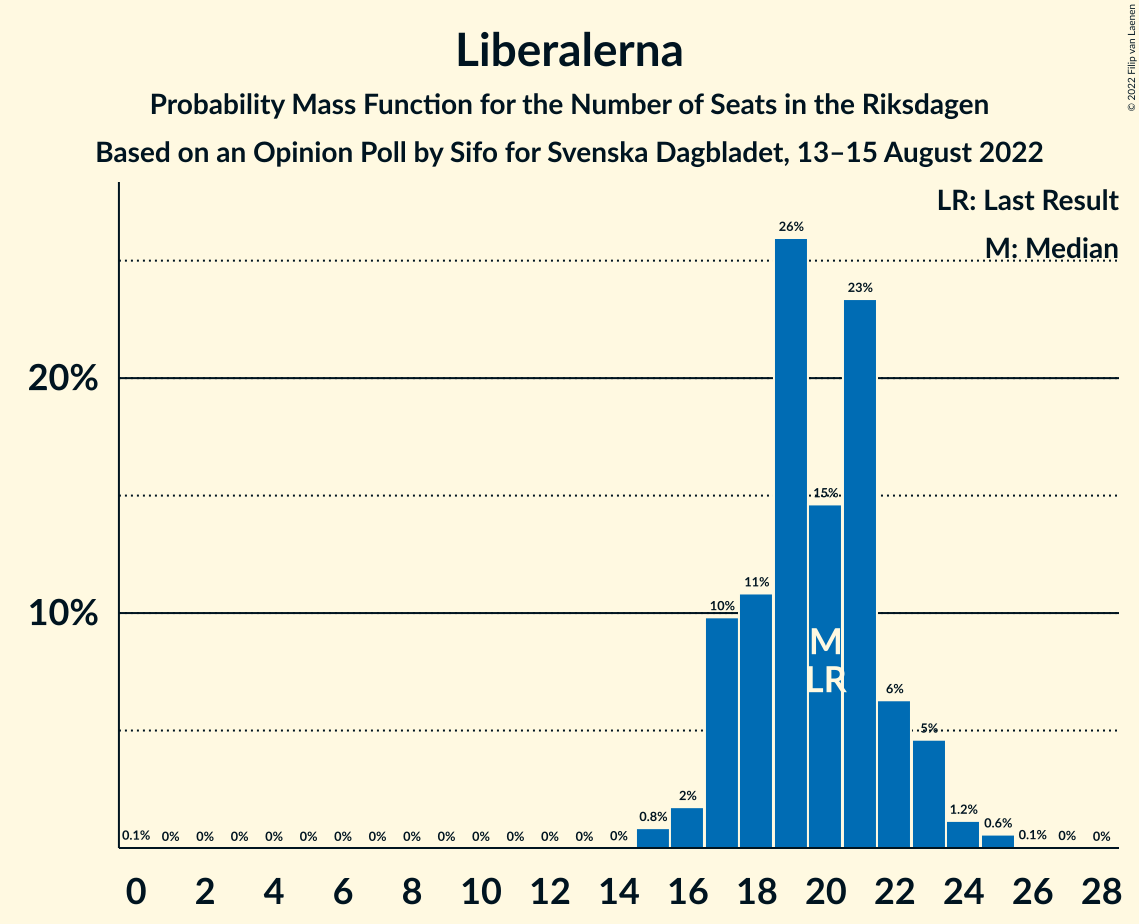 Liberalerna
Probability Mass Function for the Number of Seats in the Riksdagen
Based on an Opinion Poll by Sifo for Svenska Dagbladet, 13–15 August 2022
© 2022 Filip van Laenen
LR: Last Result
M: Median
26%
23%
20%
15%
11%
10%
10%
M
LR
6%
5%
2%
1.2%
0.8%
0.6%
0.1% 0% 0% 0% 0% 0% 0% 0% 0% 0% 0% 0% 0% 0% 0% 0.1% 0% 0%
0 2 4 6 8 10 12 14 16 18 20 22 24 26 28